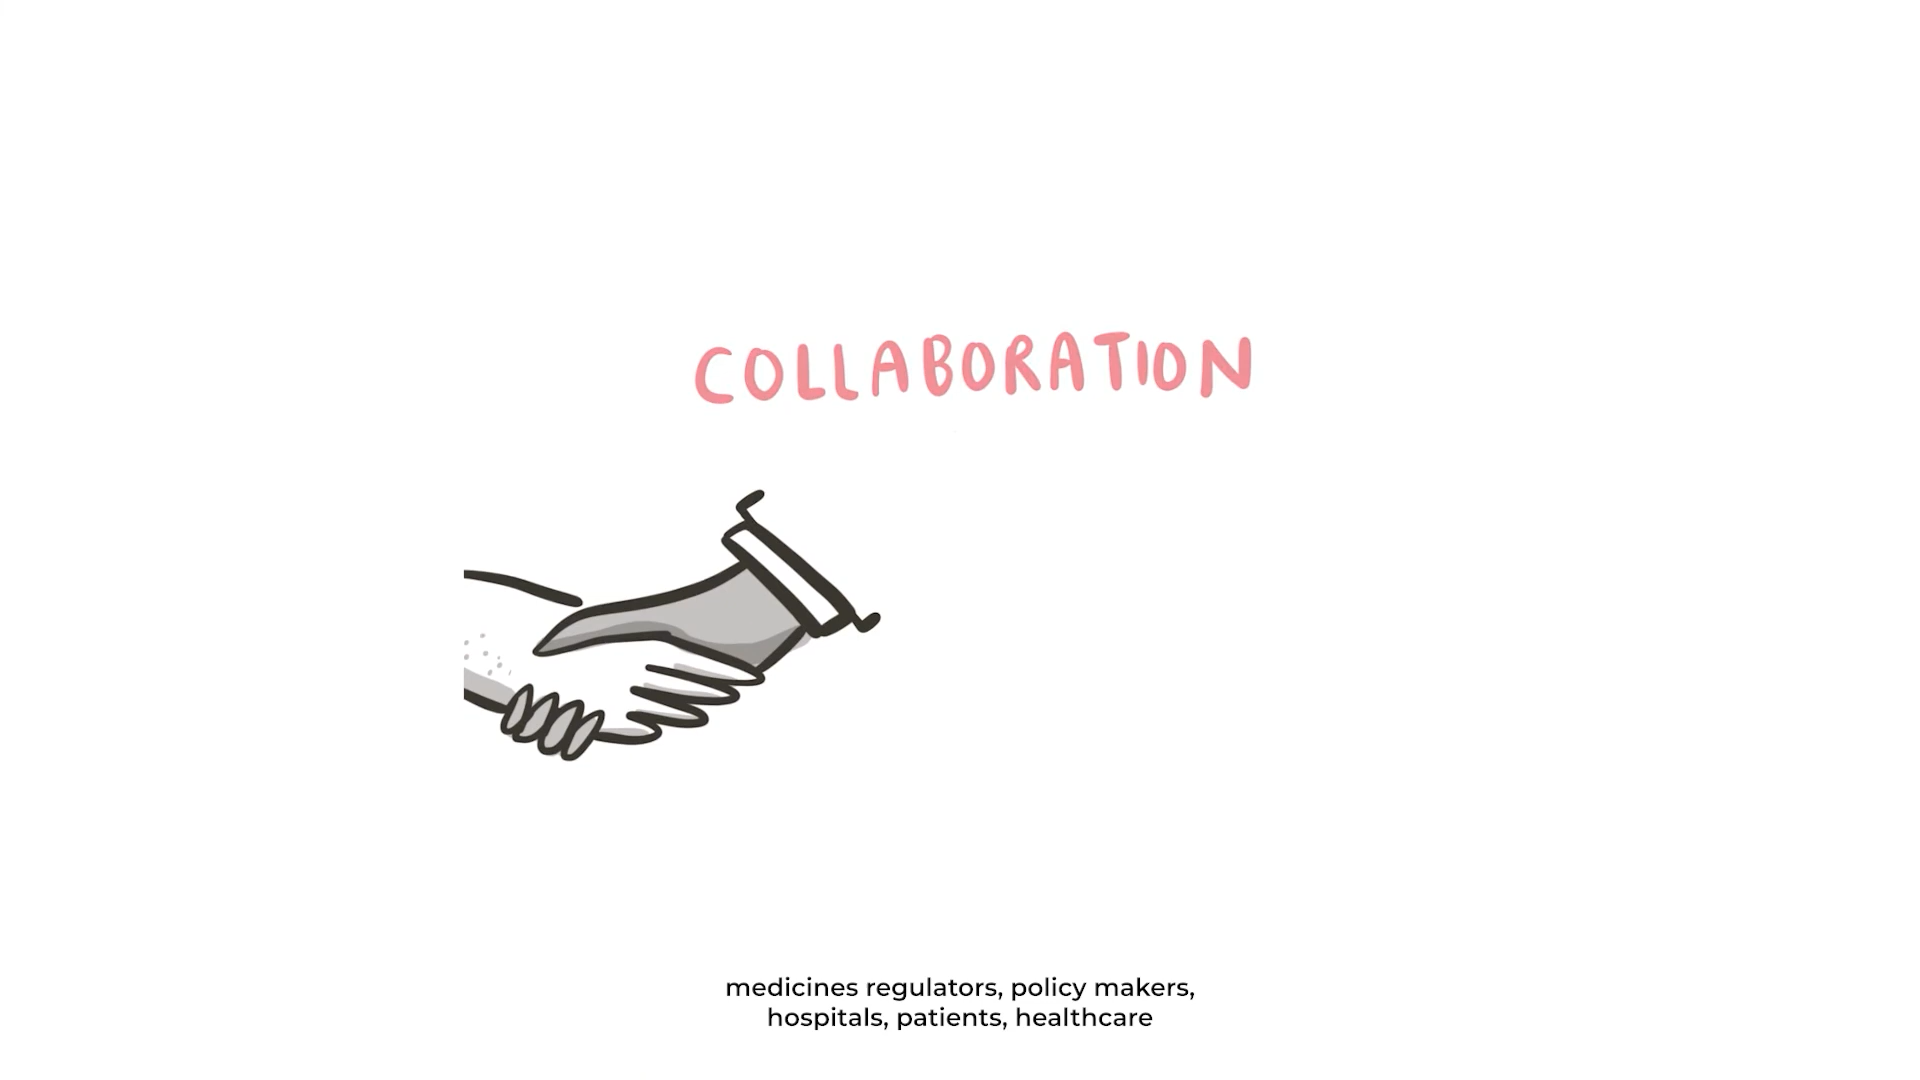 COLLABORATION
medicines regulators, policy makers,
hospitals, patients, healthcare